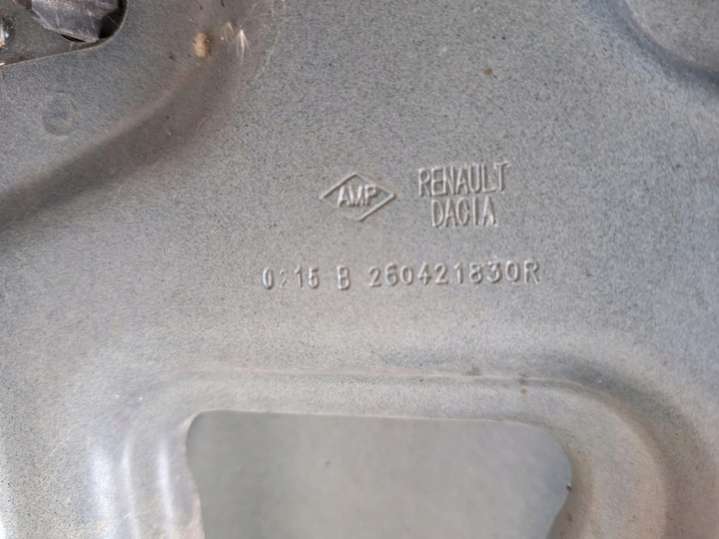 AMP
RENAULT
DACIA
0:15 B 260421830R